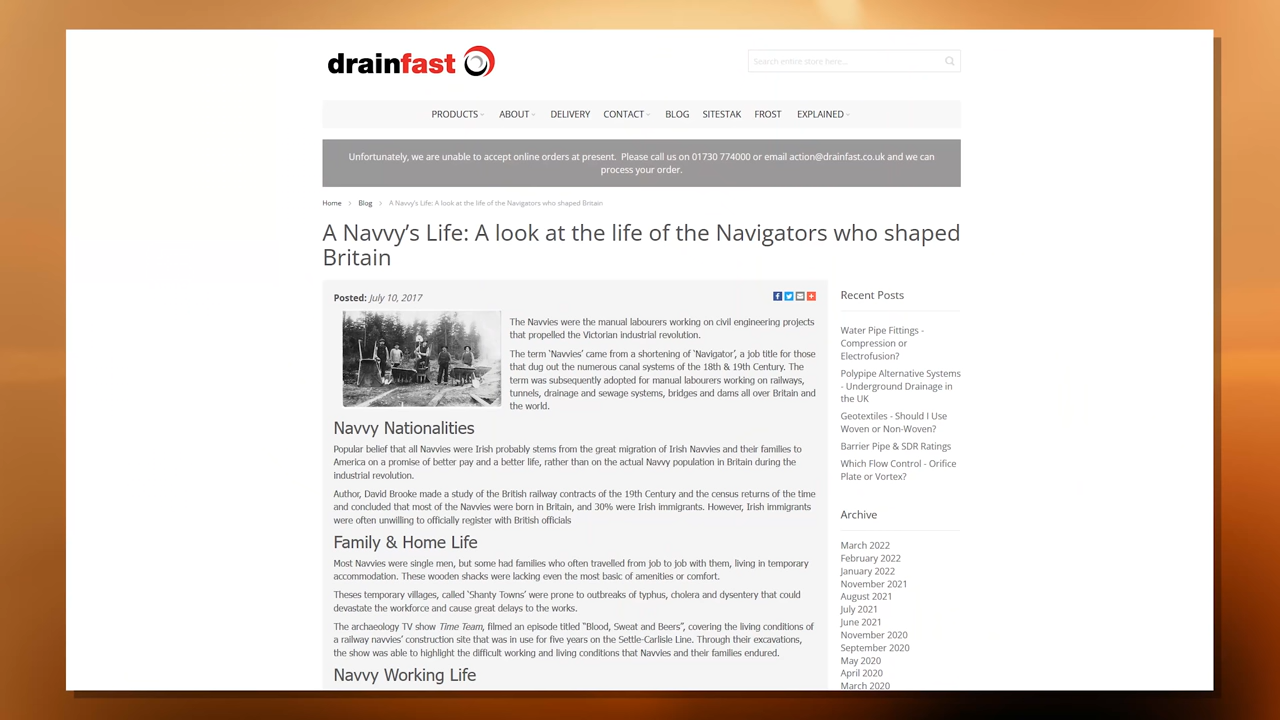 drainfast
Search entire store here...
PRODUCTS ABOUT DELIVERY CONTACT BLOG SITESTAK FROST EXPLAINED
Unfortunately, we are unable to accept online orders at present. Please call us on 01730 774000 or email action@drainfast.co.uk and we can
process your order.
Home > Blog > A Navvy's Life: A look at the life of the Navigators who shaped Britain
A Navvy’s Life: A look at the life of the Navigators who shaped
Britain
Posted: July 10, 2017
The Navvies were the manual labourers working on civil engineering projects
that propelled the Victorian industrial revolution.
The term ‘Navvies’ came from a shortening of ‘Navigator’, a job title for those
that dug out the numerous canal systems of the 18th & 19th Century. The
term was subsequently adopted for manual labourers working on railways,
tunnels, drainage and sewage systems, bridges and dams all over Britain and
the world.
Navvy Nationalities
Popular belief that all Navvies were Irish probably stems from the great migration of Irish Navvies and their families to
America on a promise of better pay and a better life, rather than on the actual Navvy population in Britain during the
industrial revolution.
Author, David Brooke made a study of the British railway contracts of the 19th Century and the census returns of the time
and concluded that most of the Navvies were born in Britain, and 30% were Irish immigrants. However, Irish immigrants
were often unwilling to officially register with British officials
Family & Home Life
Most Navvies were single men, but some had families who often travelled from job to job with them, living in temporary
accommodation. These wooden shacks were lacking even the most basic of amenities or comfort.
Theses temporary villages, called ‘Shanty Towns’ were prone to outbreaks of typhus, cholera and dysentery that could
devastate the workforce and cause great delays to the works.
The archaeology TV show Time Team, filmed an episode titled “Blood, Sweat and Beers”, covering the living conditions of
a railway navvies’ construction site that was in use for five years on the Settle-Carlisle Line. Through their excavations,
the show was able to highlight the difficult working and living conditions that Navvies and their families endured.
Navvy Working Life
Recent Posts
Water Pipe Fittings -
Compression or
Electrofusion?
Polypipe Alternative Systems
- Underground Drainage in
the UK
Geotextiles - Should I Use
Woven or Non-Woven?
Barrier Pipe & SDR Ratings
Which Flow Control - Orifice
Plate or Vortex?
Archive
March 2022
February 2022
January 2022
November 2021
August 2021
July 2021
June 2021
November 2020
September 2020
May 2020
April 2020
March 2020